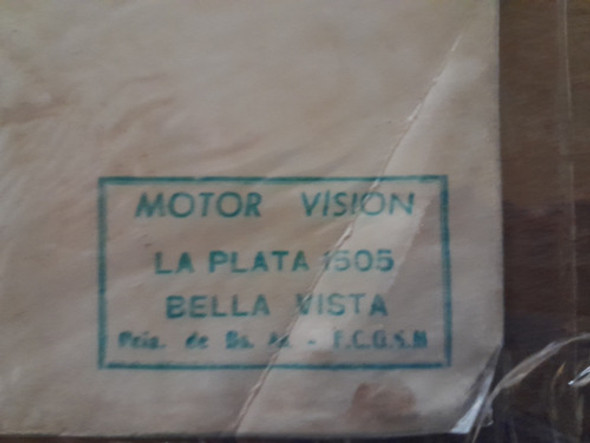 MOTOR VISION
LA PLATA 1505
BELLA VISTA
Pcia. de Bs. As. - F.C.G.S.M